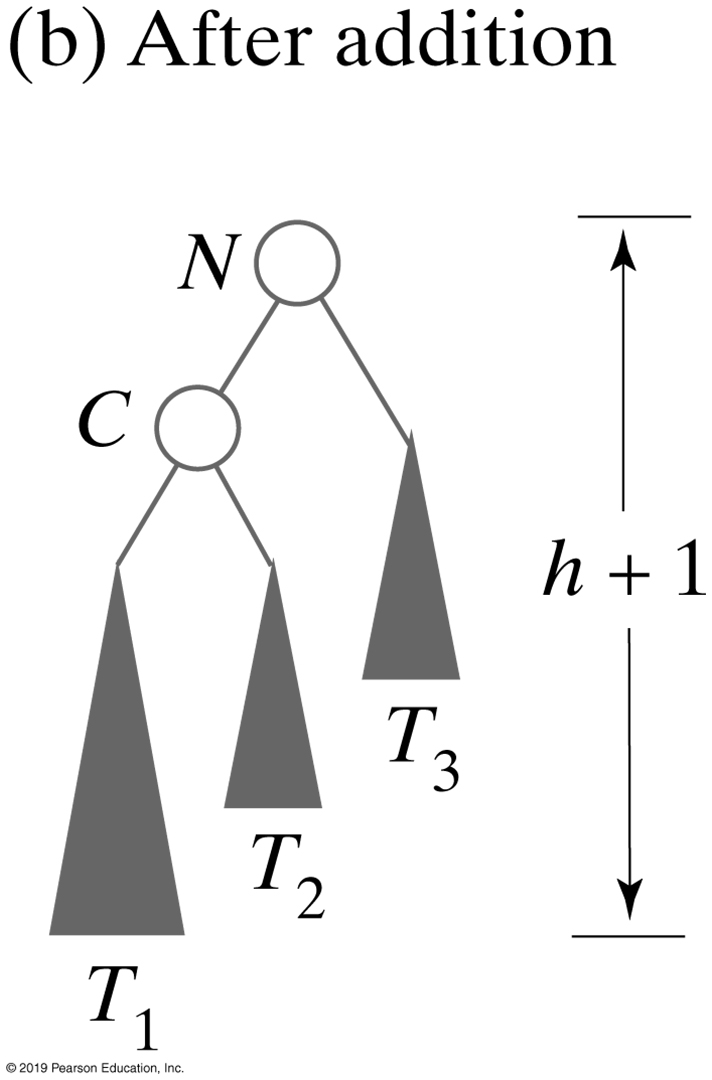 (b) After addition
N
C
h + 1
T3
T2
T1
© 2019 Pearson Education, Inc.